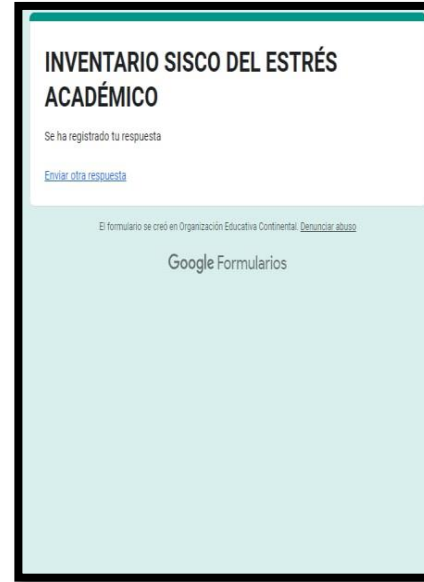 INVENTARIO SISCO DEL ESTRÉS
ACADÉMICO
Se ha registrado tu respuesta
Enviar otra respuesta
El formulario se creó en Organización Educativa Continental. Denunciar abuso
Google Formularios